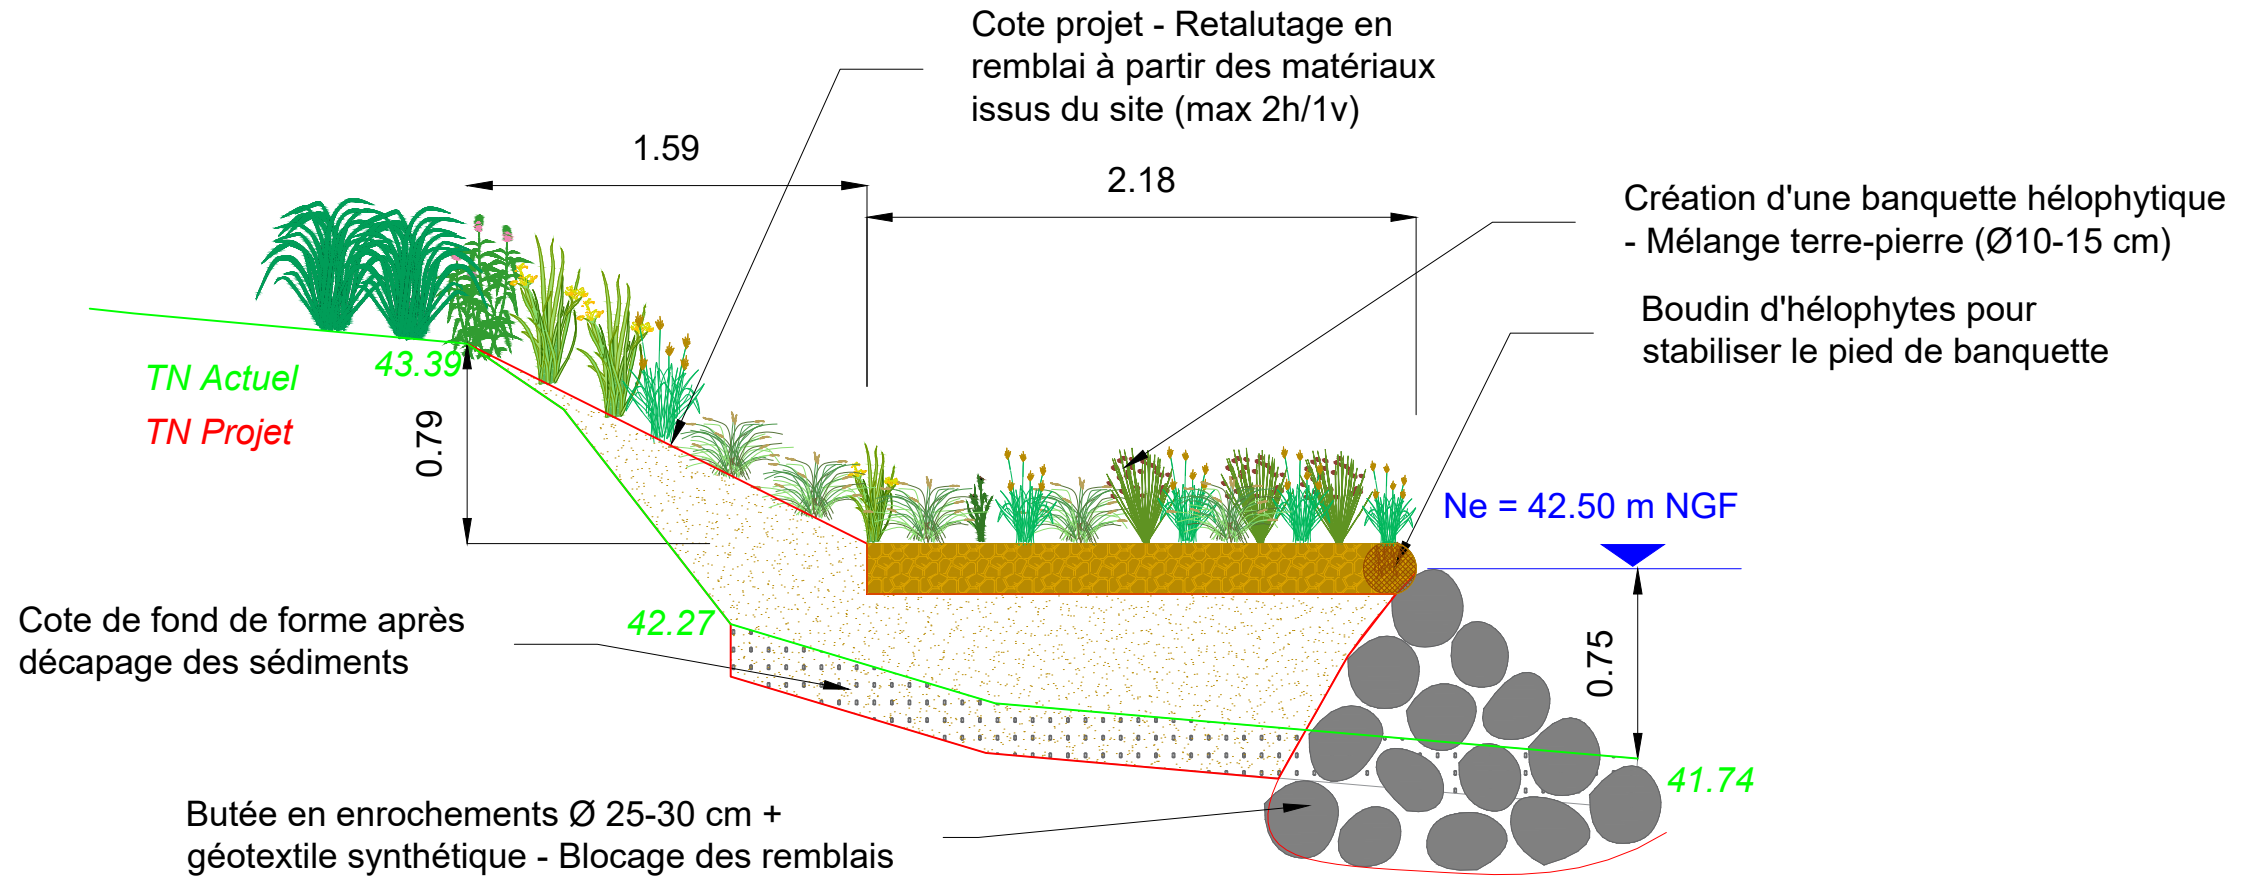 Cote projet - Retalutage en
remblai à partir des matériaux
issus du site (max 2h/1v)
1.59
2.18
Création d'une banquette hélophytique
- Mélange terre-pierre (Ø10-15 cm)
Boudin d'hélophytes pour
stabiliser le pied de banquette
TN Actuel
43.39
TN Projet
0.79
Ne = 42.50 m NGF
Cote de fond de forme après
décapage des sédiments
42.27
0.75
41.74
Butée en enrochements Ø 25-30 cm +
géotextile synthétique - Blocage des remblais